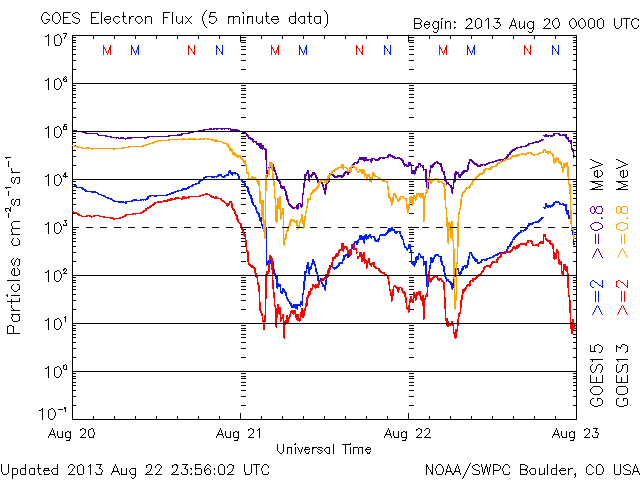 GOES Electron Flux (5 minute data)
Begin: 2013 Aug 20 0000 UTC
10⁷
M M N N M M N N M M N N
10⁶
10⁵
10⁴
10³
10²
10¹
10⁰
10⁻¹
Particles cm⁻²s⁻¹sr⁻¹
Aug 20 Aug 21 Aug 22 Aug 23
Universal Time
GOES15 >=2 >=0.8 MeV
GOES13 >=2 >=0.8 MeV
Updated 2013 Aug 22 23:56:02 UTC
NOAA/SWPC Boulder, CO USA